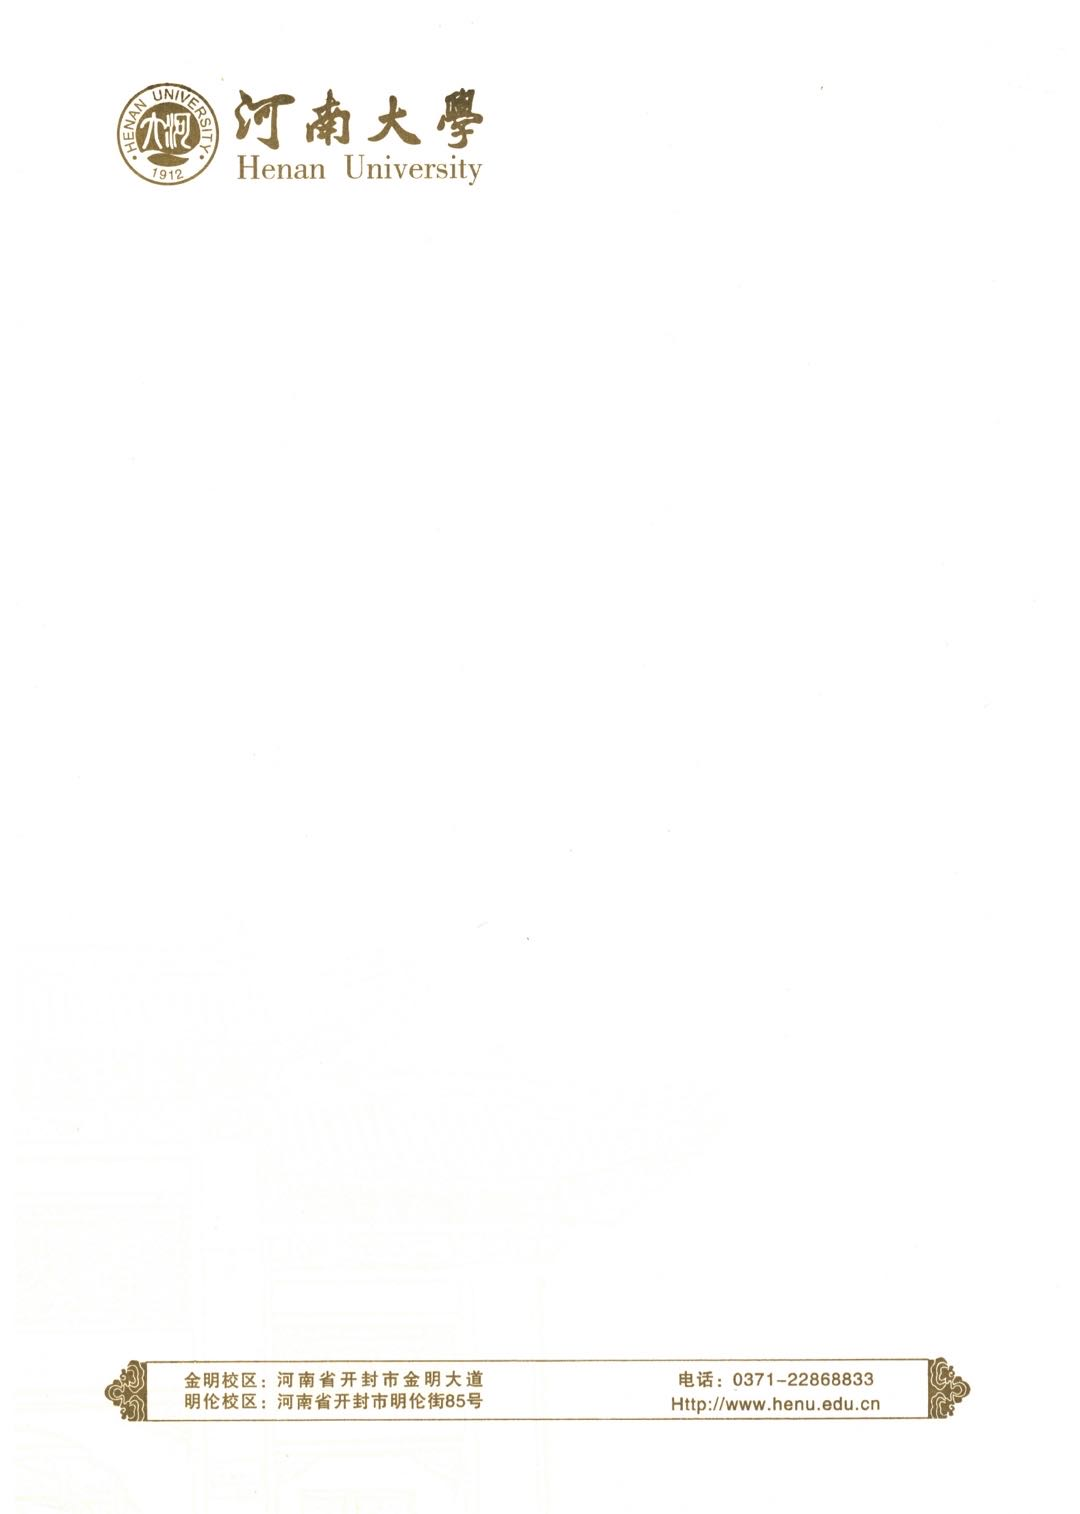 HENAN UNIVERSITY
大河
1912
河南大學
Henan University
金明校区：河南省开封市金明大道
明伦校区：河南省开封市明伦街85号
电话：0371-22868833
Http://www.henu.edu.cn